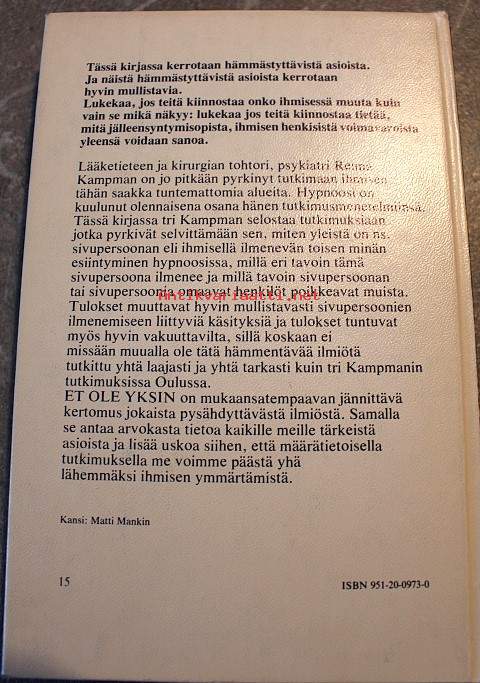 Tässä kirjassa kerrotaan hämmästyttävistä asioista.
Ja näistä hämmästyttävistä asioista kerrotaan
hyvin mullistavia.
Lukekaa, jos teitä kiinnostaa onko ihmisessä muuta kuin
vain se mikä näkyy: lukekaa jos teitä kiinnostaa tietää,
mitä jälleensyntymisopista, ihmisen henkisistä voimavaroista
yleensä voidaan sanoa.
Lääketieteen ja kirurgian tohtori, psykiatri Reima
Kampman on jo pitkään pyrkinyt tutkimaan ihmisen
tähän saakka tuntemattomia alueita. Hypnoosi on
kuulunut olennaisena osana hänen tutkimusmenetelmiinsä.
Tässä kirjassa tri Kampman selostaa tutkimuksiaan
jotka pyrkivät selvittämään sen, miten yleistä on ns.
sivupersoonan eli ihmisellä ilmenevän toisen minän
esiintyminen hypnoosissa, millä eri tavoin tämä
sivupersoona ilmenee ja millä tavoin sivupersoonan
tai sivupersoonia omaavat henkilöt poikkeavat muista.
Antikvariaatti.net
Tulokset muuttavat hyvin mullistavasti sivupersoonien
ilmenemiseen liittyviä käsityksiä ja tulokset tuntuvat
myös hyvin vakuuttavilta, sillä koskaan ei
missään muualla ole tätä hämmentävää ilmiötä
tutkittu yhtä laajasti ja yhtä tarkasti kuin tri Kampmanin
tutkimuksissa Oulussa.
ET OLE YKSIN on mukaansatempaavan jännittävä
kertomus jokaista pysähdyttävästä ilmiöstä. Samalla
se antaa arvokasta tietoa kaikille meille tärkeistä
asioista ja lisää uskoa siihen, että määrätietoisella
tutkimuksella me voimme päästä yhä
lähemmäksi ihmisen ymmärtämistä.
Kansi: Matti Mankin
15
ISBN 951-20-0973-0